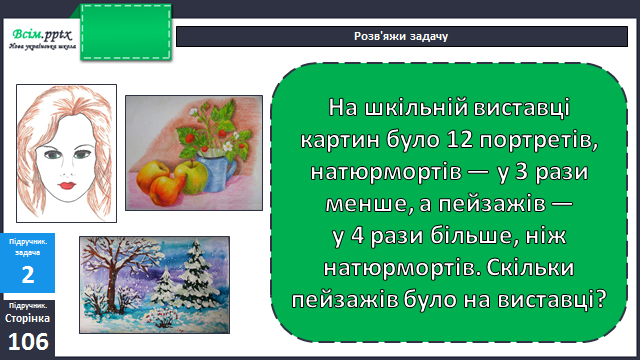 Всім.pptx
Нова українська школа
Розв'яжи задачу
На шкільній виставці
картин було 12 портретів,
натюрмортів — у 3 рази
менше, а пейзажів —
у 4 рази більше, ніж
натюрмортів. Скільки
пейзажів було на виставці?
Підручник.
задача
2
Підручник.
Сторінка
106